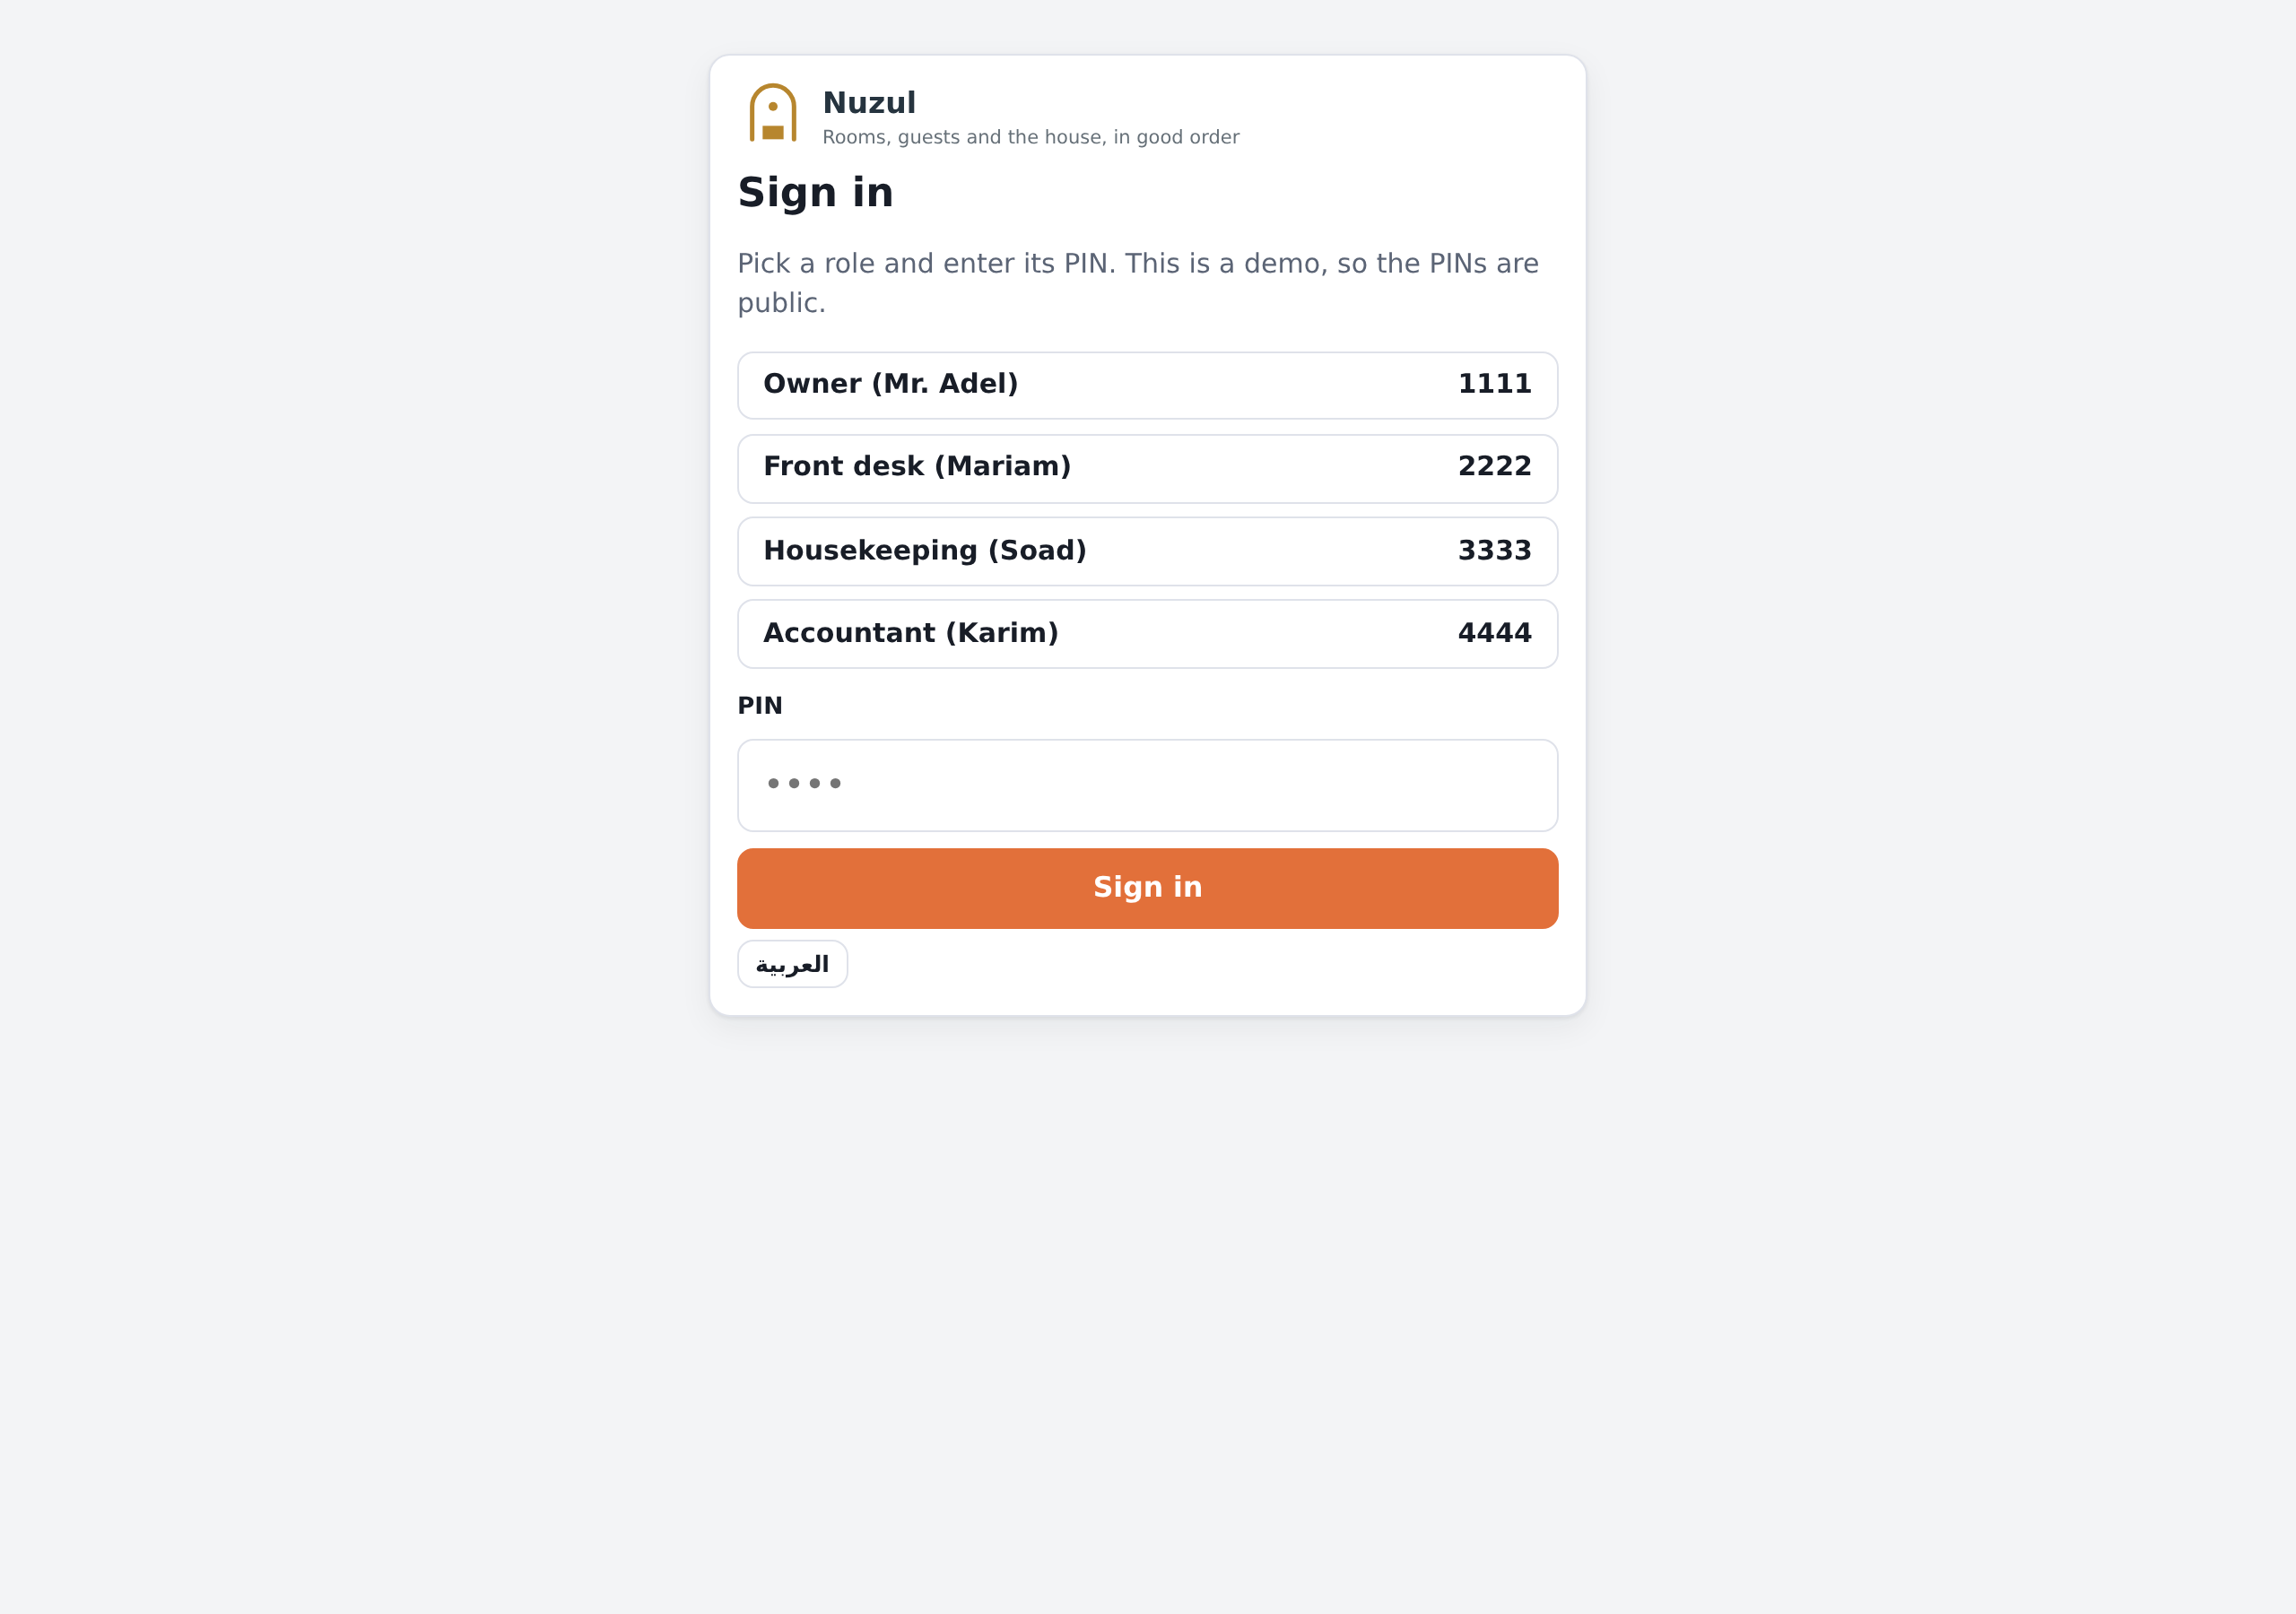 Nuzul
Rooms, guests and the house, in good order
Sign in
Pick a role and enter its PIN. This is a demo, so the PINs are
public.
Owner (Mr. Adel) 1111
Front desk (Mariam) 2222
Housekeeping (Soad) 3333
Accountant (Karim) 4444
PIN
••••
Sign in
العربية